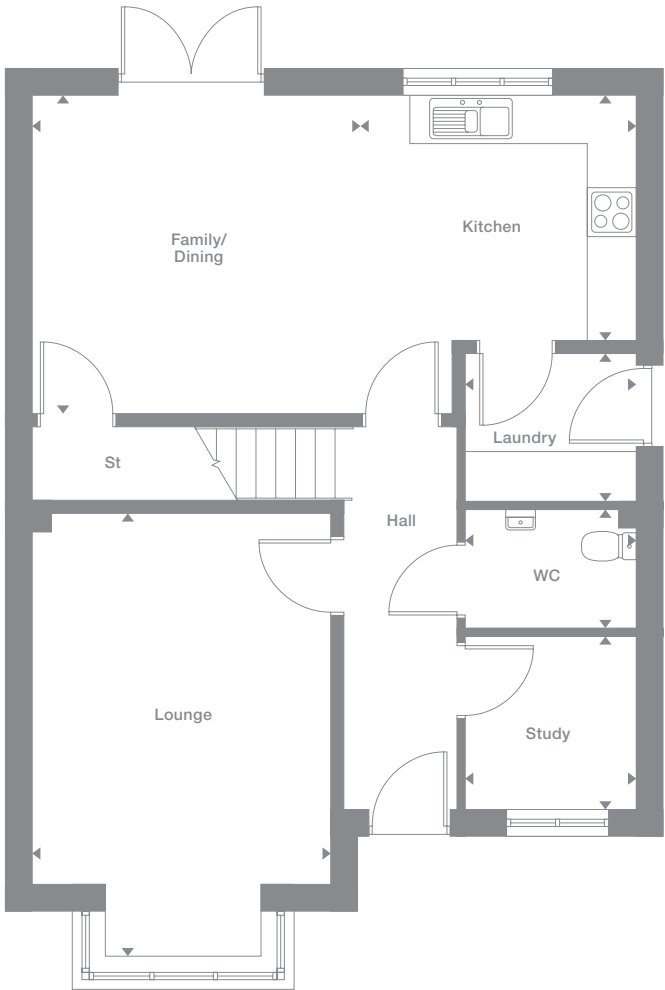 Family/
Dining
Kitchen
St
Laundry
Hall
WC
Lounge
Study